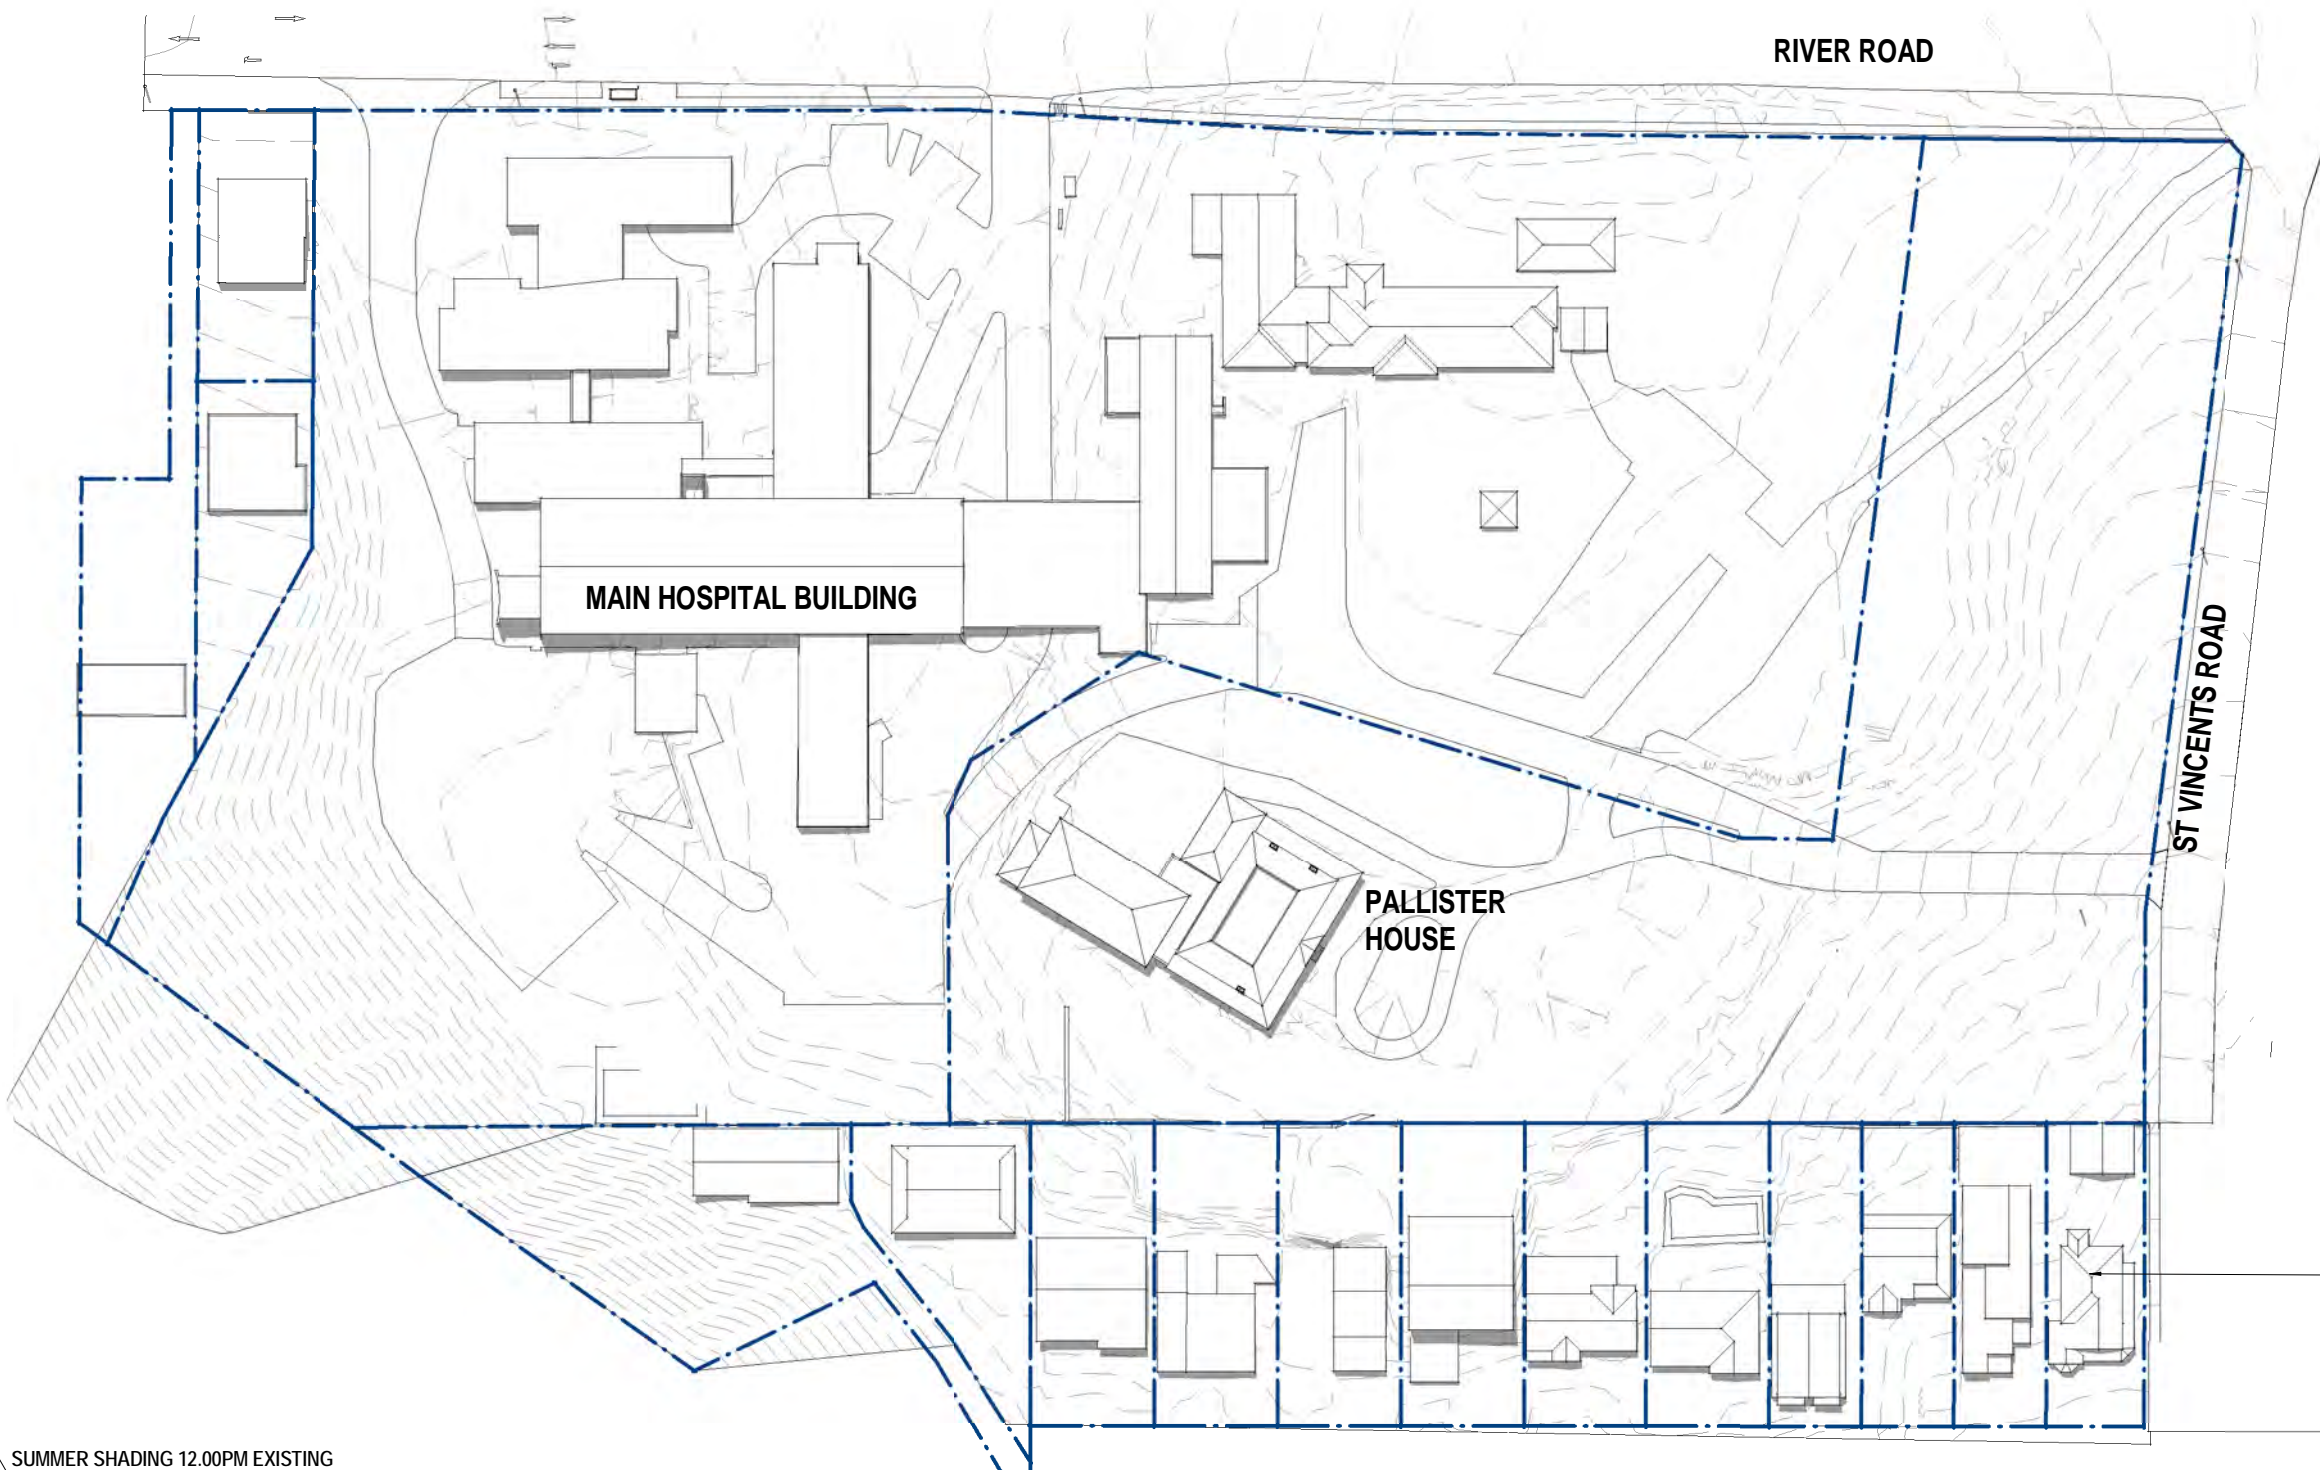 RIVER ROAD
MAIN HOSPITAL BUILDING
ST VINCENTS ROAD
PALLISTER
HOUSE
SUMMER SHADING 12.00PM EXISTING